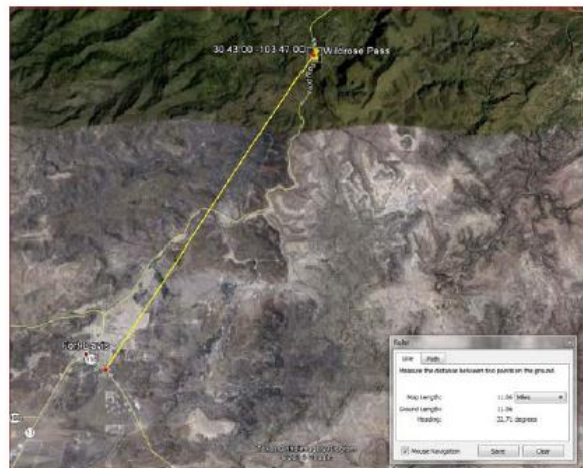 30 43:00 -103 47 00 Wildrose Pass
Fort Davis
Ruler
Line Path
Measure the distance between two points on the ground
Map Length: 11.06 Miles
Ground Length: 11.06
Heading: 31.71 degrees
Mouse Navigation Save Clear